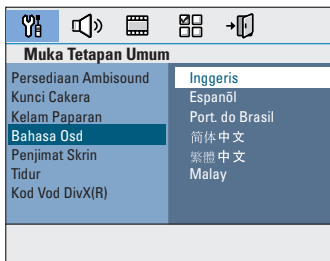 Muka Tetapan Umum
Persediaan Ambisound
Kunci Cakera
Kelam Paparan
Bahasa Osd
Penjimat Skrin
Tidur
Kod Vod DivX(R)
Inggeris
Espanõl
Port. do Brasil
简体中文
繁體中文
Malay